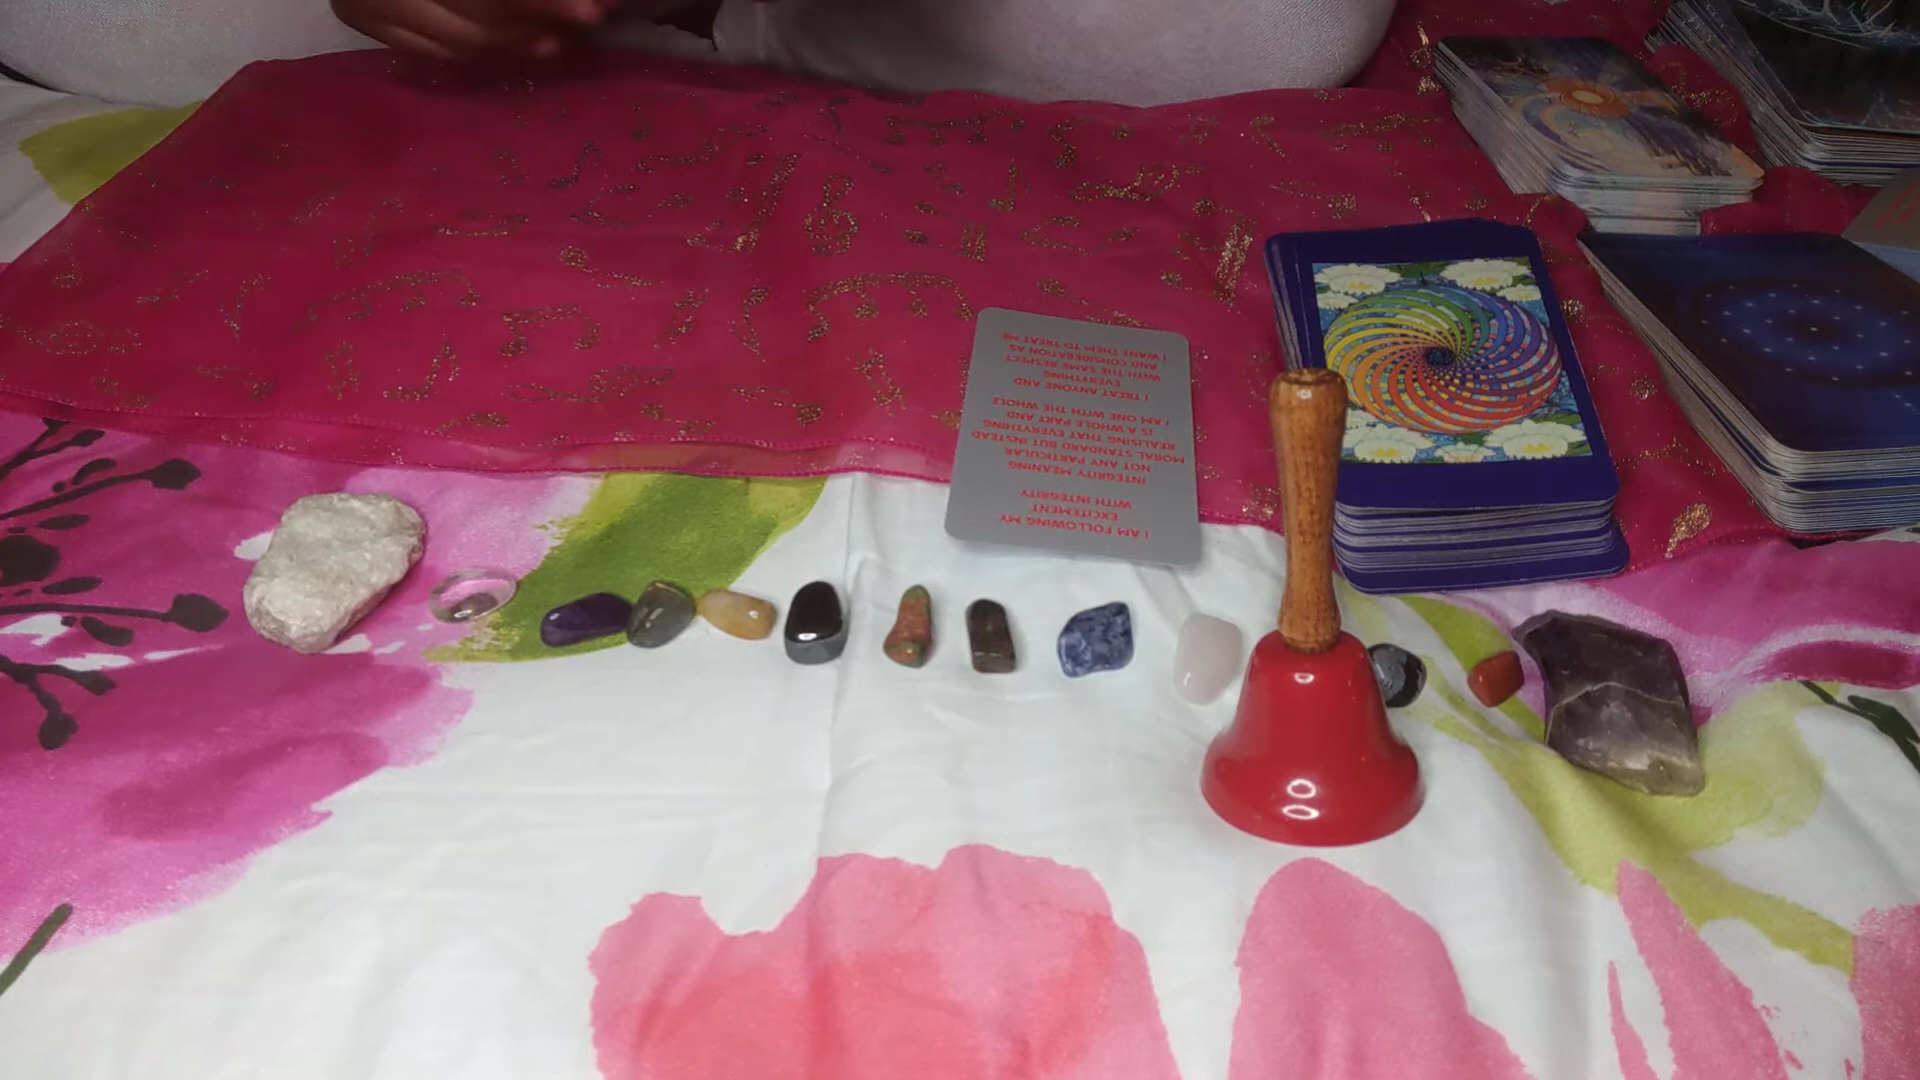 I AM FOLLOWING MY
EXCITEMENT
WITH INTEGRITY
INTEGRITY MEANING
NOT ANY PARTICULAR
MORAL STANDARD BUT INSTEAD
REALISING THAT EVERYTHING
IS A WHOLE PART AND
I AM ONE WITH THE WHOLE
I TREAT ANYONE AND
EVERYTHING
WITH THE SAME RESPECT
AND CONSIDERATION AS
I WANT THEM TO TREAT ME